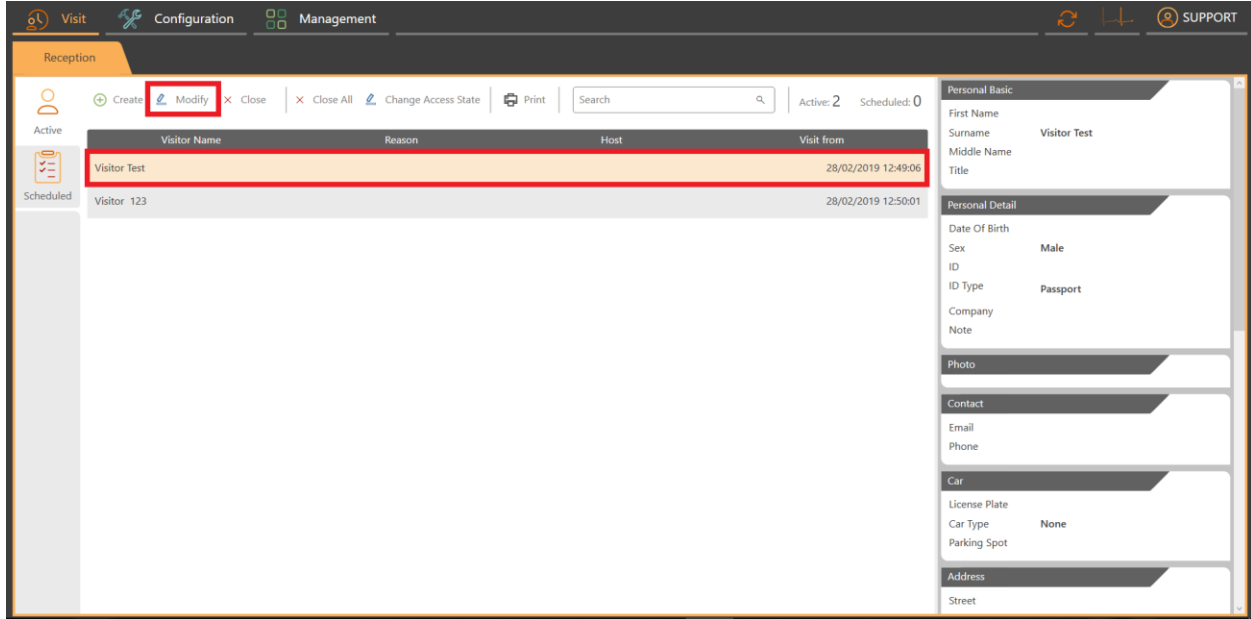 Visit Configuration Management SUPPORT
Reception
Active
Scheduled
Create Modify Close Close All Change Access State Print Search Active: 2 Scheduled: 0
Visitor Name Reason Host Visit from
Visitor Test 28/02/2019 12:49:06
Visitor 123 28/02/2019 12:50:01
Personal Basic
First Name
Surname Visitor Test
Middle Name
Title
Personal Detail
Date Of Birth
Sex Male
ID
ID Type Passport
Company
Note
Photo
Contact
Email
Phone
Car
License Plate
Car Type None
Parking Spot
Address
Street